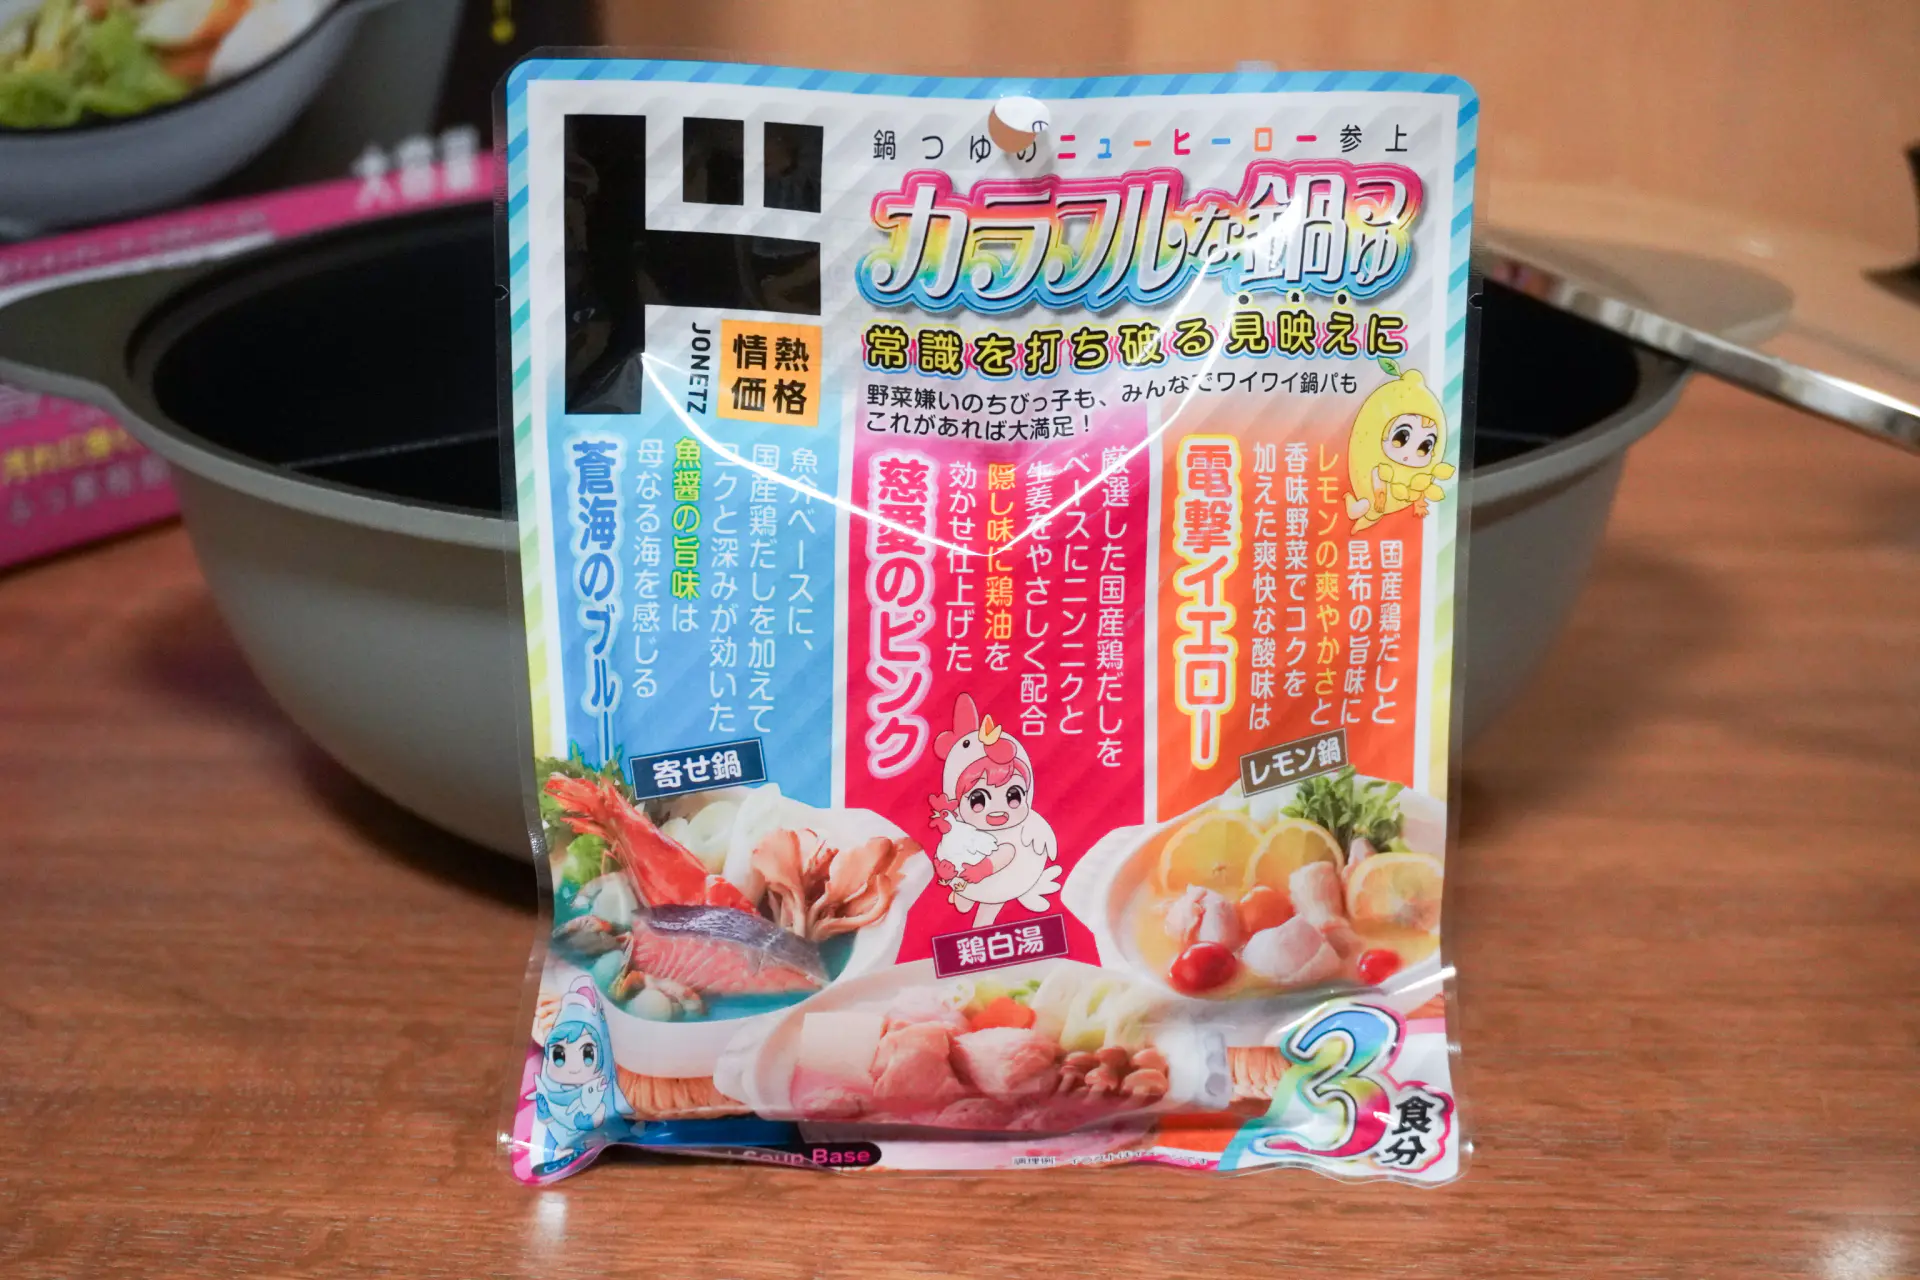 鍋つゆのニューヒーロー参上
カラフルな鍋つゆ
常識を打ち破る見映えに
野菜嫌いのちびっ子も、みんなでワイワイ鍋パも
これがあれば大満足！
ド
JONETZ
情熱
価格
蒼海のブルー
魚介ベースに、
国産鶏だしを加えて
コクと深みが効いた
魚醤の旨味は
母なる海を感じる
寄せ鍋
慈愛のピンク
厳選した国産鶏だしを
ベースにニンニクと
生姜をやさしく配合
隠し味に鶏油を
効かせ仕上げた
鶏白湯
電撃イエロー
国産鶏だしと
昆布の旨味に
レモンの爽やかさと
香味野菜でコクを
加えた爽快な酸味は
レモン鍋
3食分
Soup Base
大容量